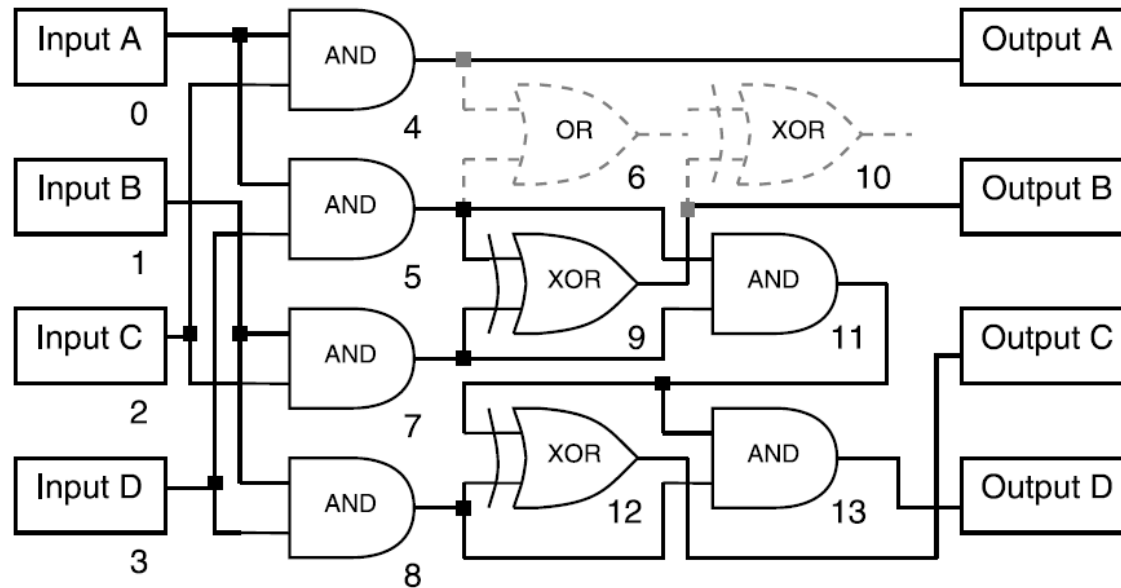 Input A
0
Input B
1
Input C
2
Input D
3
AND
4
AND
5
OR
6
AND
7
AND
8
XOR
9
XOR
10
AND
11
XOR
12
AND
13
Output A
Output B
Output C
Output D